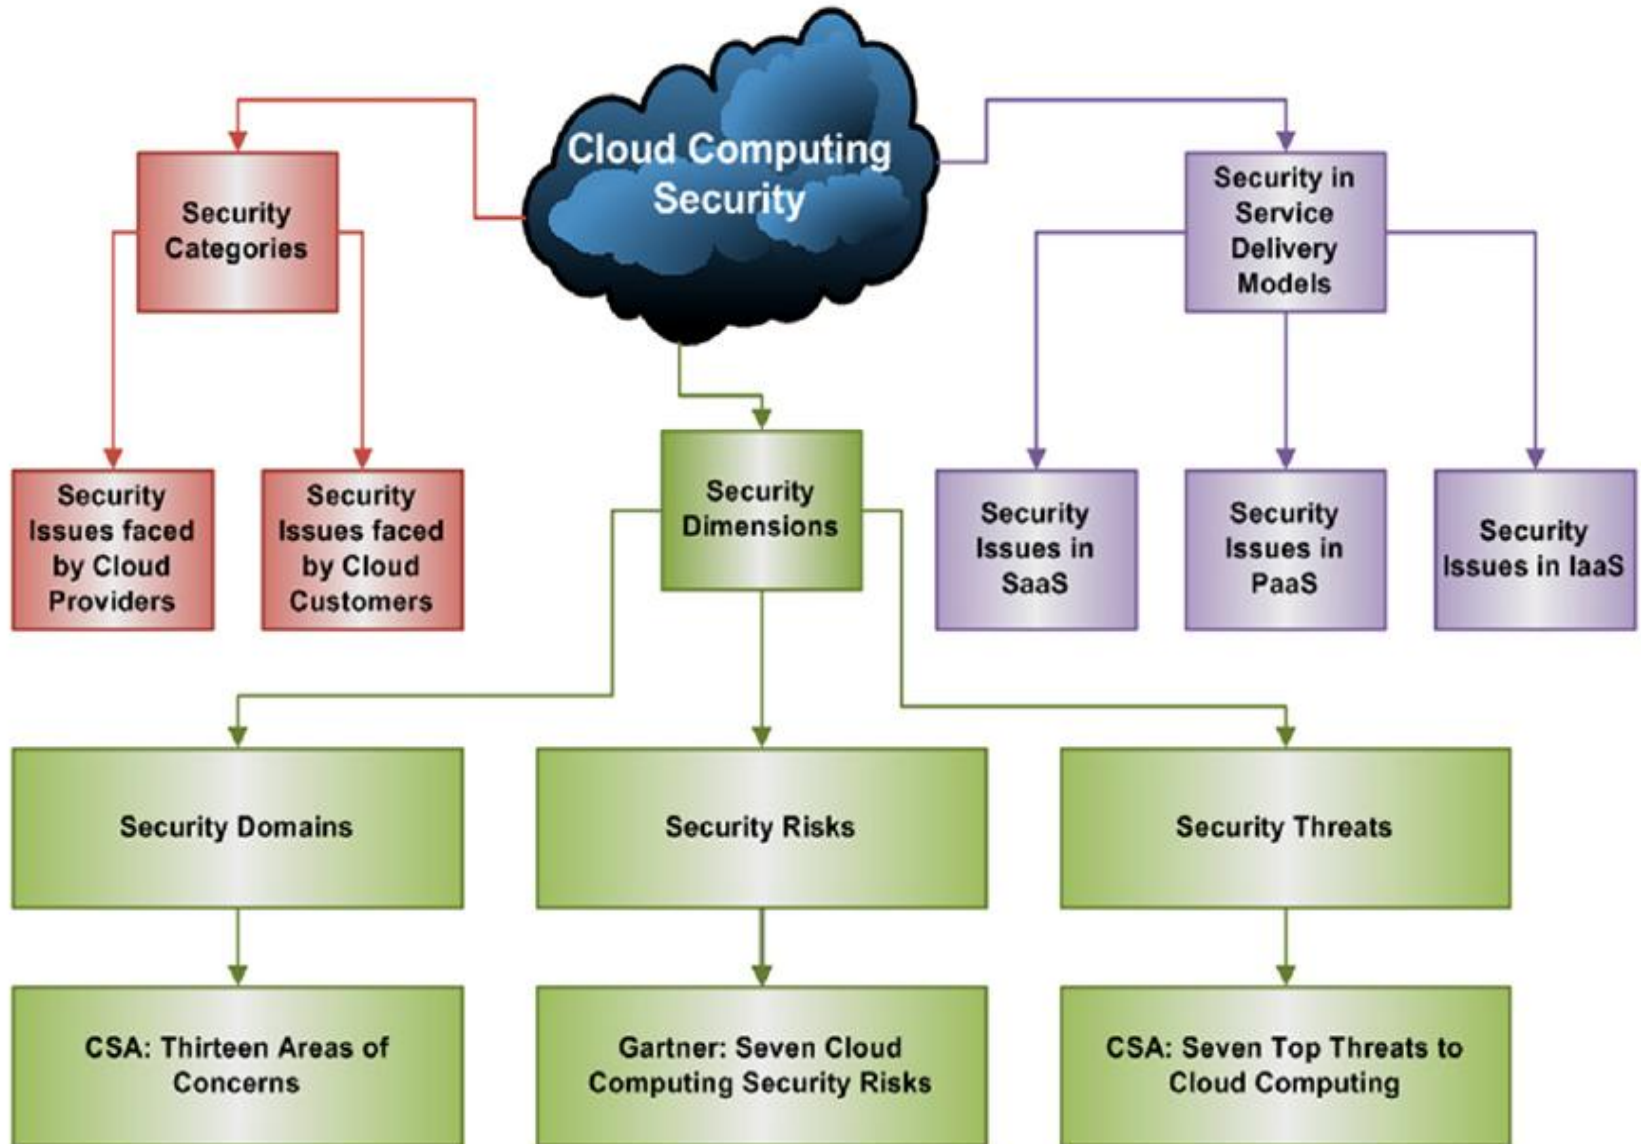 Cloud Computing
Security
Security
Categories
Security in
Service
Delivery
Models
Security
Issues faced
by Cloud
Providers
Security
Issues faced
by Cloud
Customers
Security
Dimensions
Security
Issues in
SaaS
Security
Issues in
PaaS
Security
Issues in IaaS
Security Domains
Security Risks
Security Threats
CSA: Thirteen Areas of
Concerns
Gartner: Seven Cloud
Computing Security Risks
CSA: Seven Top Threats to
Cloud Computing